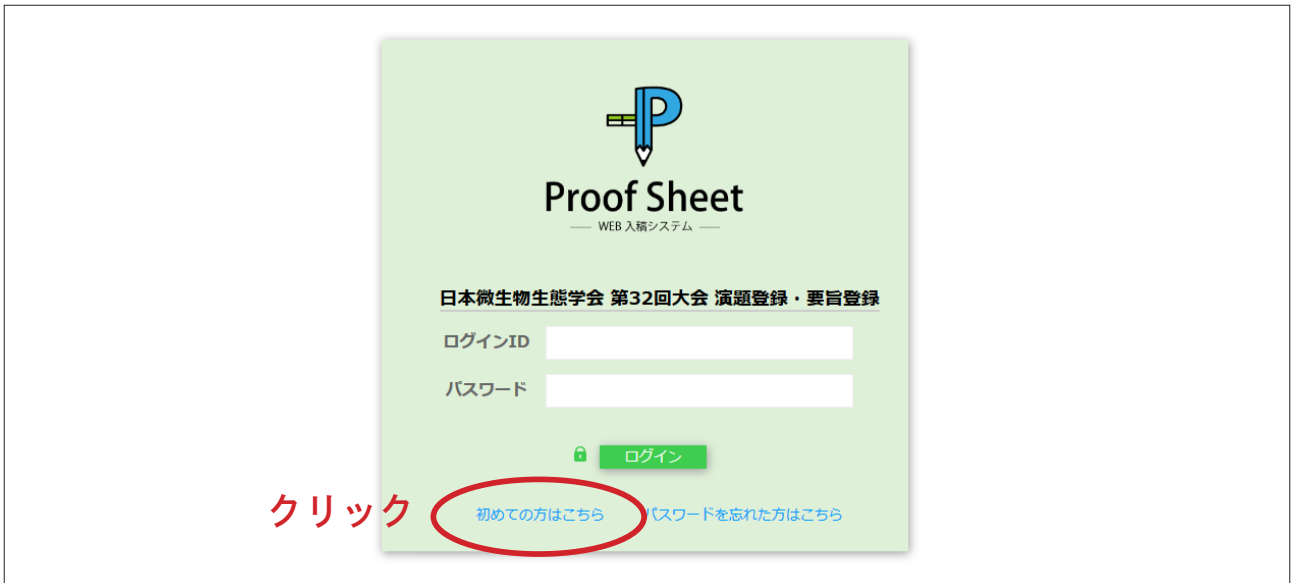 Proof Sheet
WEB 入稿システム
日本微生物生態学会 第32回大会 演題登録・要旨登録
ログインID
パスワード
ログイン
クリック 初めての方はこちら パスワードを忘れた方はこちら